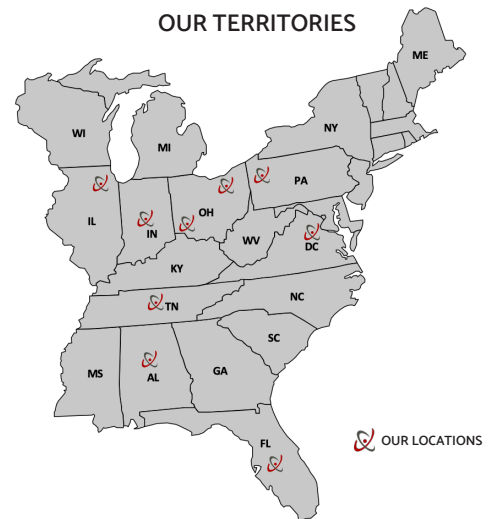 OUR TERRITORIES
ME
WI
MI
NY
PA
IL
IN
OH
WV
DC
KY
NC
TN
SC
MS
AL
GA
FL
OUR LOCATIONS